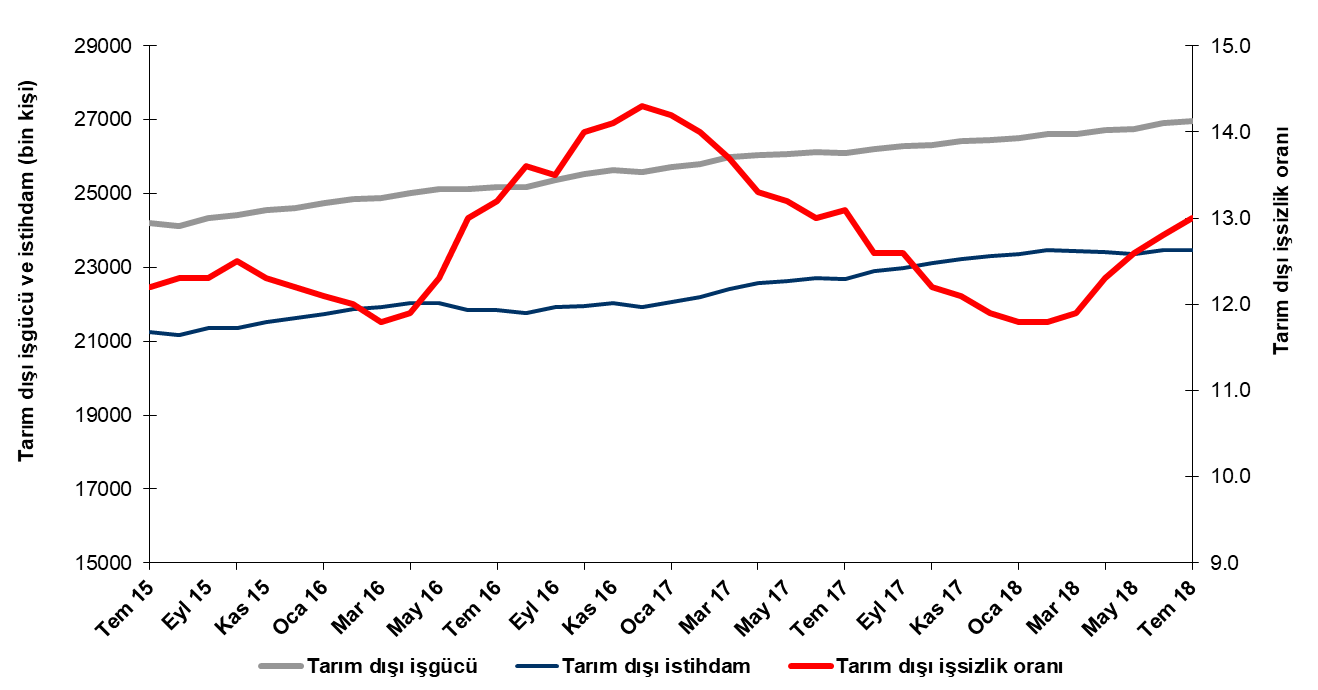 Tarım dışı işgücü ve istihdam (bin kişi)
29000
27000
25000
23000
21000
19000
17000
15000
15.0
14.0
13.0
12.0
11.0
10.0
9.0
Tarım dışı işsizlik oranı
Tem 15
Eyl 15
Kas 15
Oca 16
Mar 16
May 16
Tem 16
Eyl 16
Kas 16
Oca 17
Mar 17
May 17
Tem 17
Eyl 17
Kas 17
Oca 18
Mar 18
May 18
Tem 18
Tarım dışı işgücü
Tarım dışı istihdam
Tarım dışı işsizlik oranı